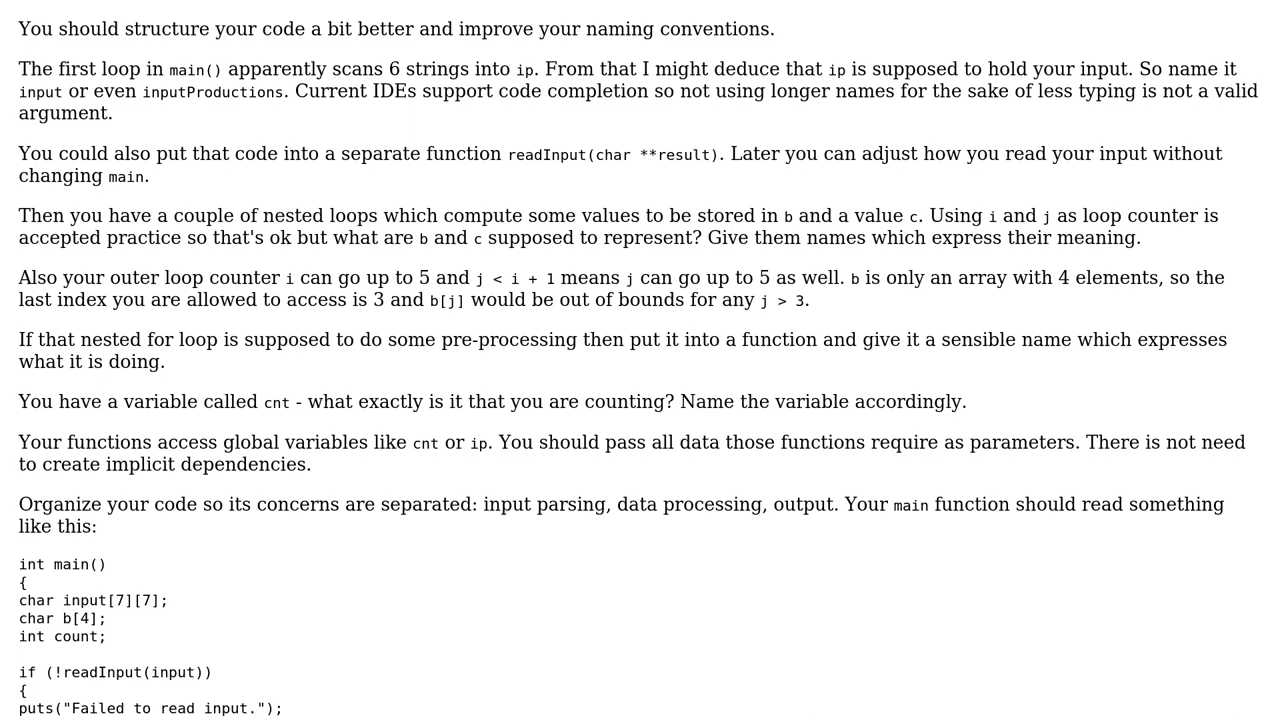 You should structure your code a bit better and improve your naming conventions.
The first loop in main() apparently scans 6 strings into ip. From that I might deduce that ip is supposed to hold your input. So name it
input or even inputProductions. Current IDEs support code completion so not using longer names for the sake of less typing is not a valid
argument.
You could also put that code into a separate function readInput(char **result). Later you can adjust how you read your input without
changing main.
Then you have a couple of nested loops which compute some values to be stored in b and a value c. Using i and j as loop counter is
accepted practice so that's ok but what are b and c supposed to represent? Give them names which express their meaning.
Also your outer loop counter i can go up to 5 and j < i + 1 means j can go up to 5 as well. b is only an array with 4 elements, so the
last index you are allowed to access is 3 and b[j] would be out of bounds for any j > 3.
If that nested for loop is supposed to do some pre-processing then put it into a function and give it a sensible name which expresses
what it is doing.
You have a variable called cnt - what exactly is it that you are counting? Name the variable accordingly.
Your functions access global variables like cnt or ip. You should pass all data those functions require as parameters. There is not need
to create implicit dependencies.
Organize your code so its concerns are separated: input parsing, data processing, output. Your main function should read something
like this:
int main()
{
char input[7][7];
char b[4];
int count;
if (!readInput(input))
{
puts("Failed to read input.");